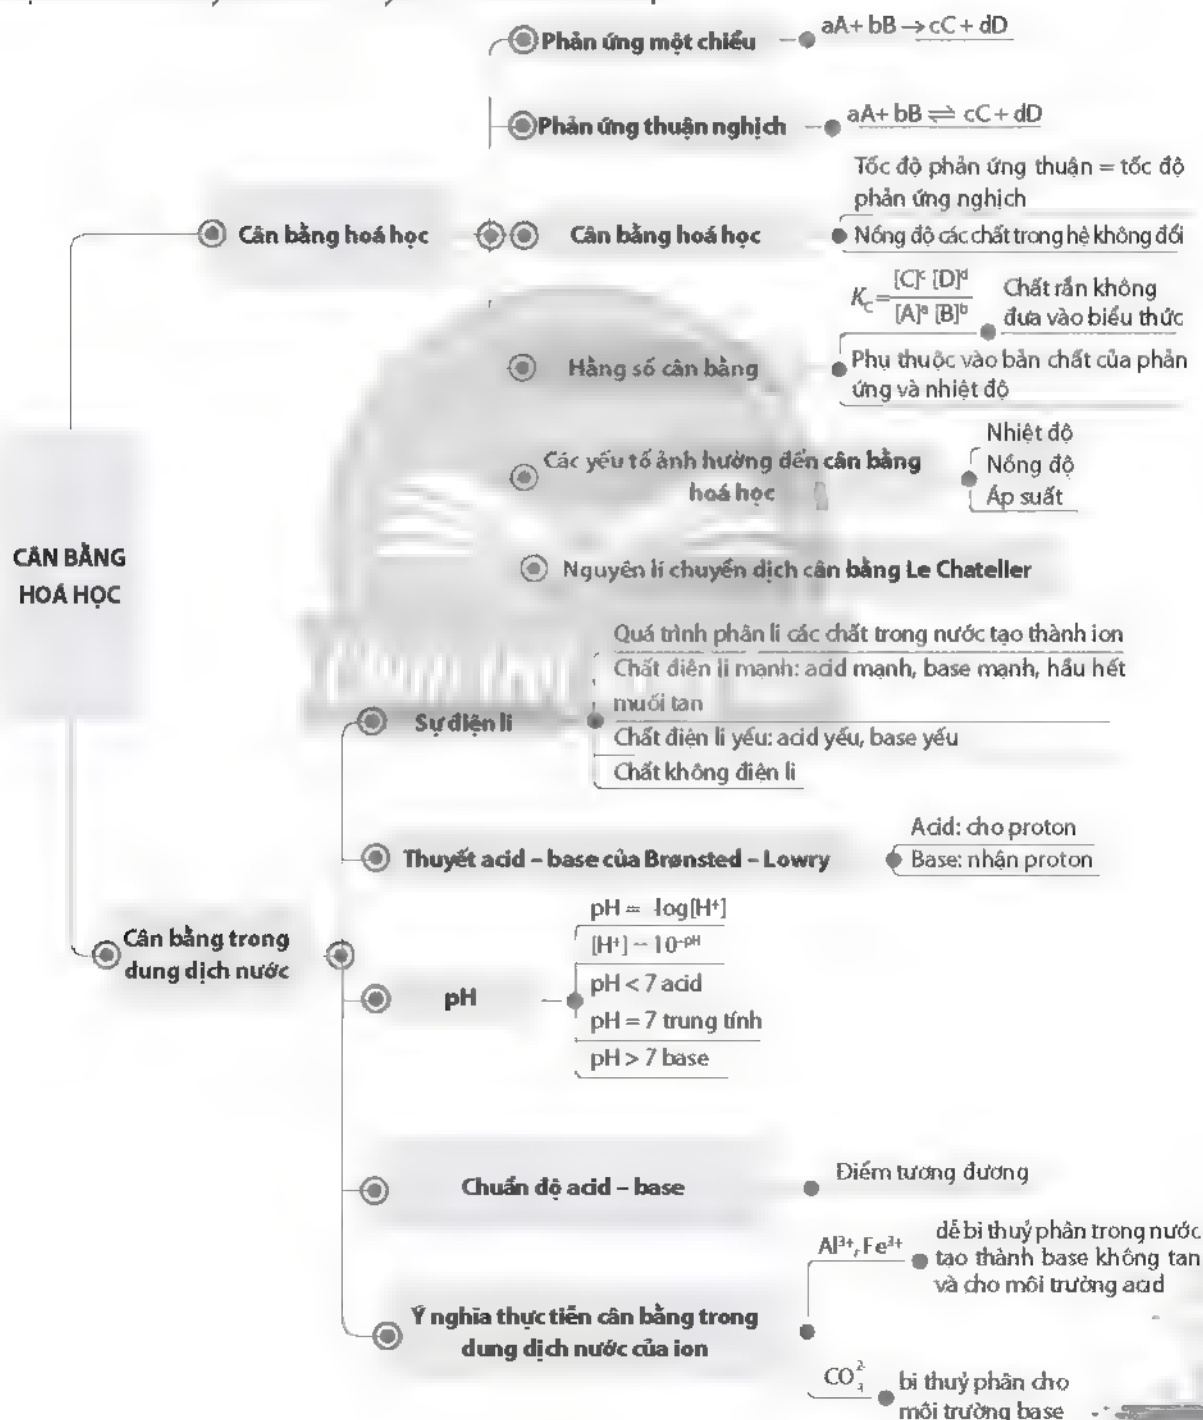 Phản ứng một chiều
aA+ bB → cC + dD
Phản ứng thuận nghịch
aA+ bB ⇌ cC + dD
Cân bằng hoá học
Cân bằng hoá học
Tốc độ phản ứng thuận = tốc độ
phản ứng nghịch
Nồng độ các chất trong hệ không đổi
Hằng số cân bằng
K_C = [C]^c [D]^d / [A]^a [B]^b
Chất rắn không
đưa vào biểu thức
Phụ thuộc vào bản chất của phản
ứng và nhiệt độ
Các yếu tố ảnh hưởng đến cân bằng
hoá học
Nhiệt độ
Nồng độ
Áp suất
Nguyên lí chuyển dịch cân bằng Le Chateller
CÂN BẰNG
HOÁ HỌC
Sự điện li
Quá trình phân li các chất trong nước tạo thành ion
Chất điện li mạnh: acid mạnh, base mạnh, hầu hết
muối tan
Chất điện li yếu: acid yếu, base yếu
Chất không điện li
Thuyết acid – base của Brønsted – Lowry
Acid: cho proton
Base: nhận proton
Cân bằng trong
dung dịch nước
pH
pH = -log[H⁺]
[H⁺] – 10^-pH
pH < 7 acid
pH = 7 trung tính
pH > 7 base
Chuẩn độ acid – base
Điểm tương đương
Ý nghĩa thực tiễn cân bằng trong
dung dịch nước của ion
Al³⁺, Fe³⁺
dễ bị thuỷ phân trong nước
tạo thành base không tan
và cho môi trường acid
CO₃²⁻
bị thuỷ phân cho
môi trường base